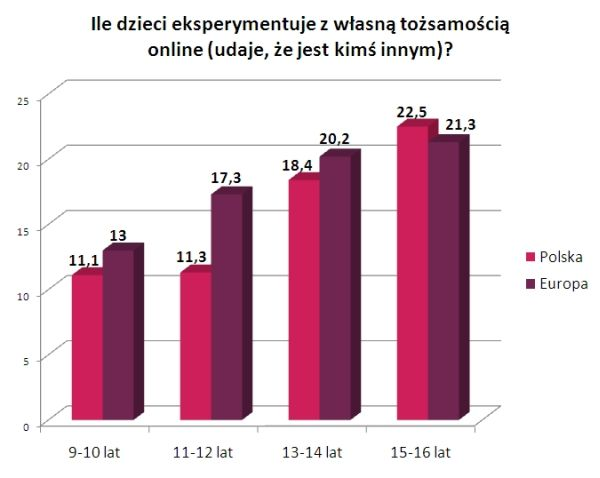 Ile dzieci eksperymentuje z własną tożsamością
online (udaje, że jest kimś innym)?
25
20
15
10
5
0
11,1
13
11,3
17,3
18,4
20,2
22,5
21,3
9-10 lat
11-12 lat
13-14 lat
15-16 lat
Polska
Europa